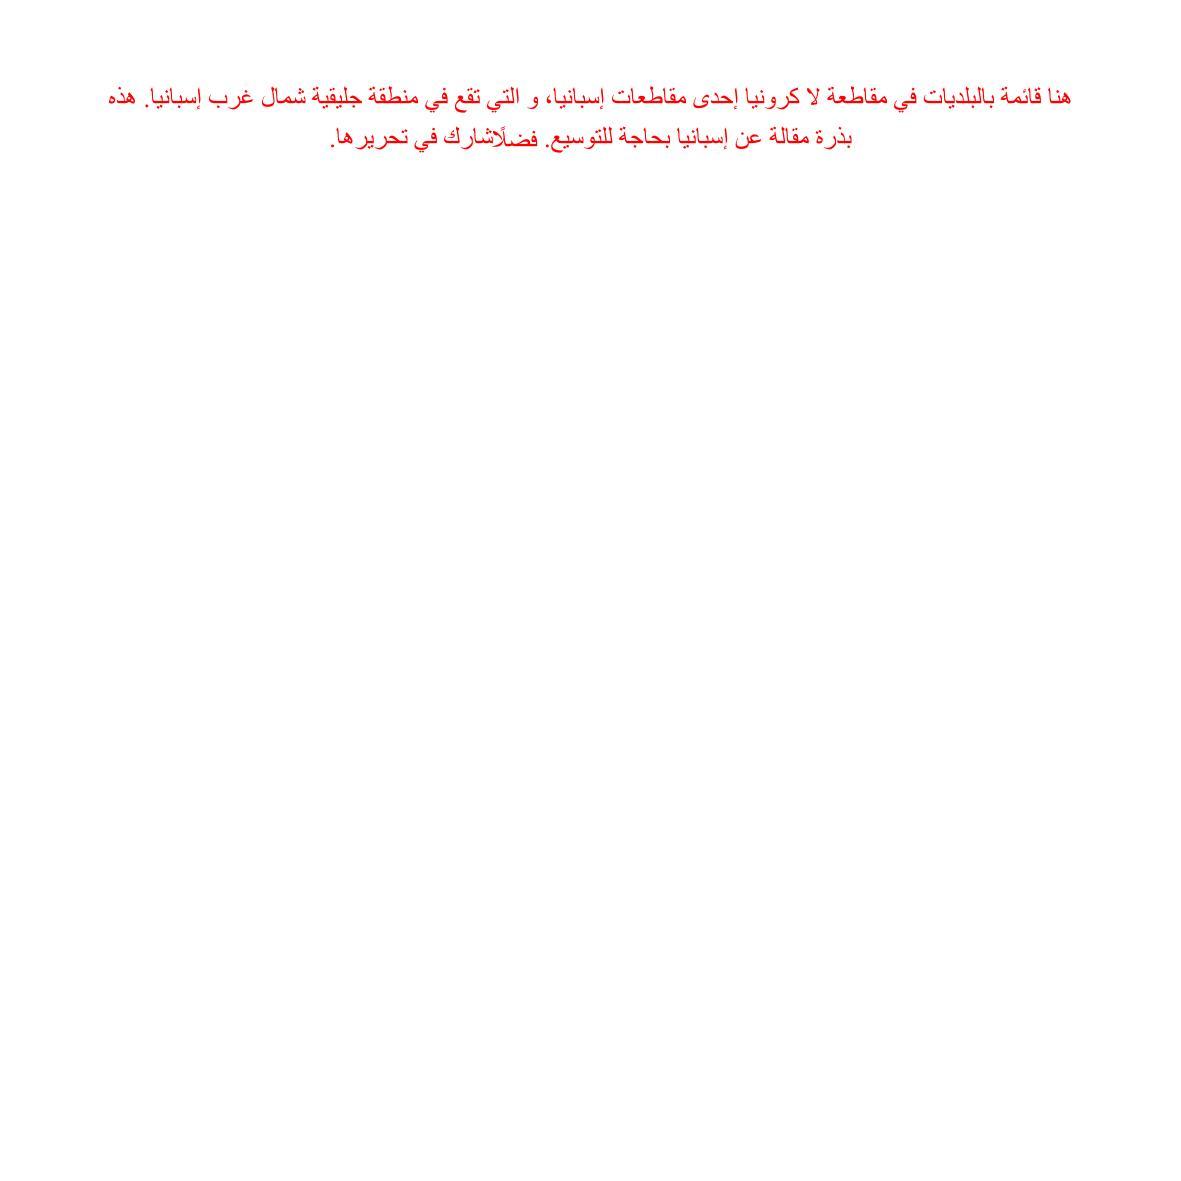 هنا قائمة بالبلديات في مقاطعة لا كرونيا إحدى مقاطعات إسبانيا، و التي تقع في منطقة جليقية شمال غرب إسبانيا. هذه
بذرة مقالة عن إسبانيا بحاجة للتوسيع. فضلًاشارك في تحريرها.